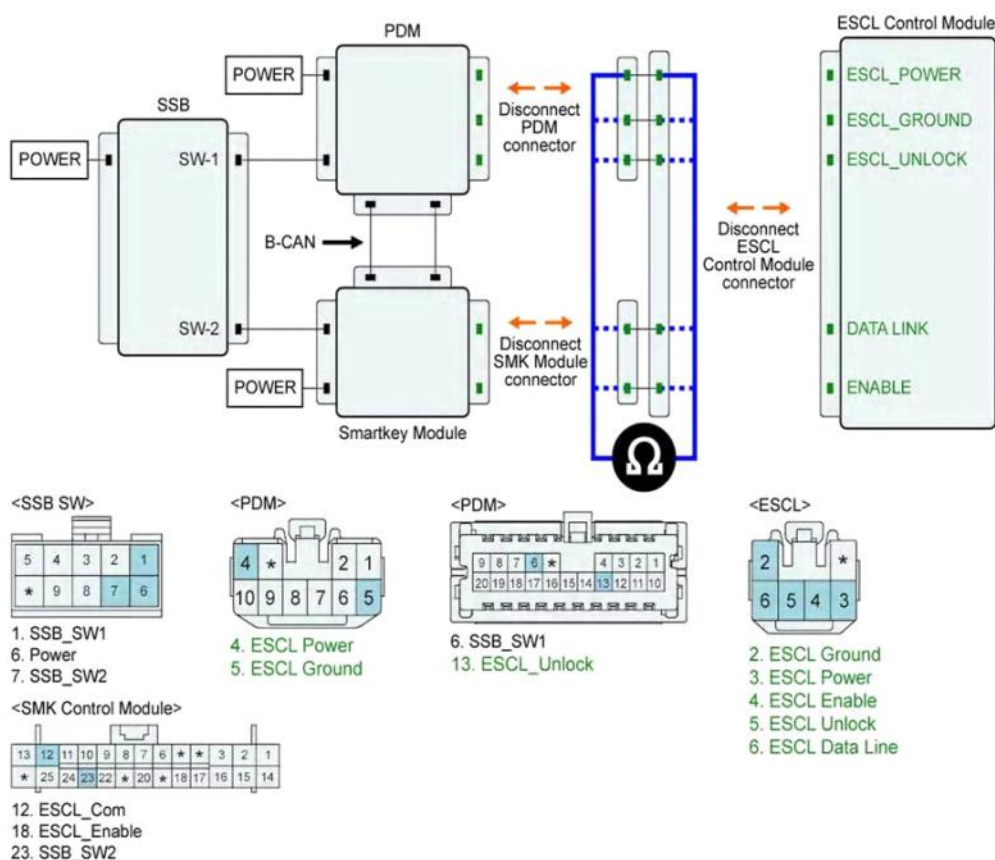 PDM
ESCL Control Module
POWER
ESCL_POWER
SSB
Disconnect
PDM
connector
ESCL_GROUND
POWER
SW-1
ESCL_UNLOCK
B-CAN
Disconnect
ESCL
Control Module
connector
SW-2
Disconnect
SMK Module
connector
DATA LINK
POWER
ENABLE
Smartkey Module
Ω
<SSB SW>
5 4 3 2 1
* 9 8 7 6
1. SSB_SW1
6. Power
7. SSB_SW2
<PDM>
4 * 2 1
10 9 8 7 6 5
4. ESCL Power
5. ESCL Ground
<PDM>
9 8 7 6 * 4 3 2 1
20 19 18 17 16 15 14 13 12 11 10
6. SSB_SW1
13. ESCL_Unlock
<ESCL>
2 *
6 5 4 3
2. ESCL Ground
3. ESCL Power
4. ESCL Enable
5. ESCL Unlock
6. ESCL Data Line
<SMK Control Module>
13 12 11 10 9 8 7 6 * * 3 2 1
* 25 24 23 22 * 20 * 18 17 16 15 14
12. ESCL_Com
18. ESCL_Enable
23. SSB_SW2